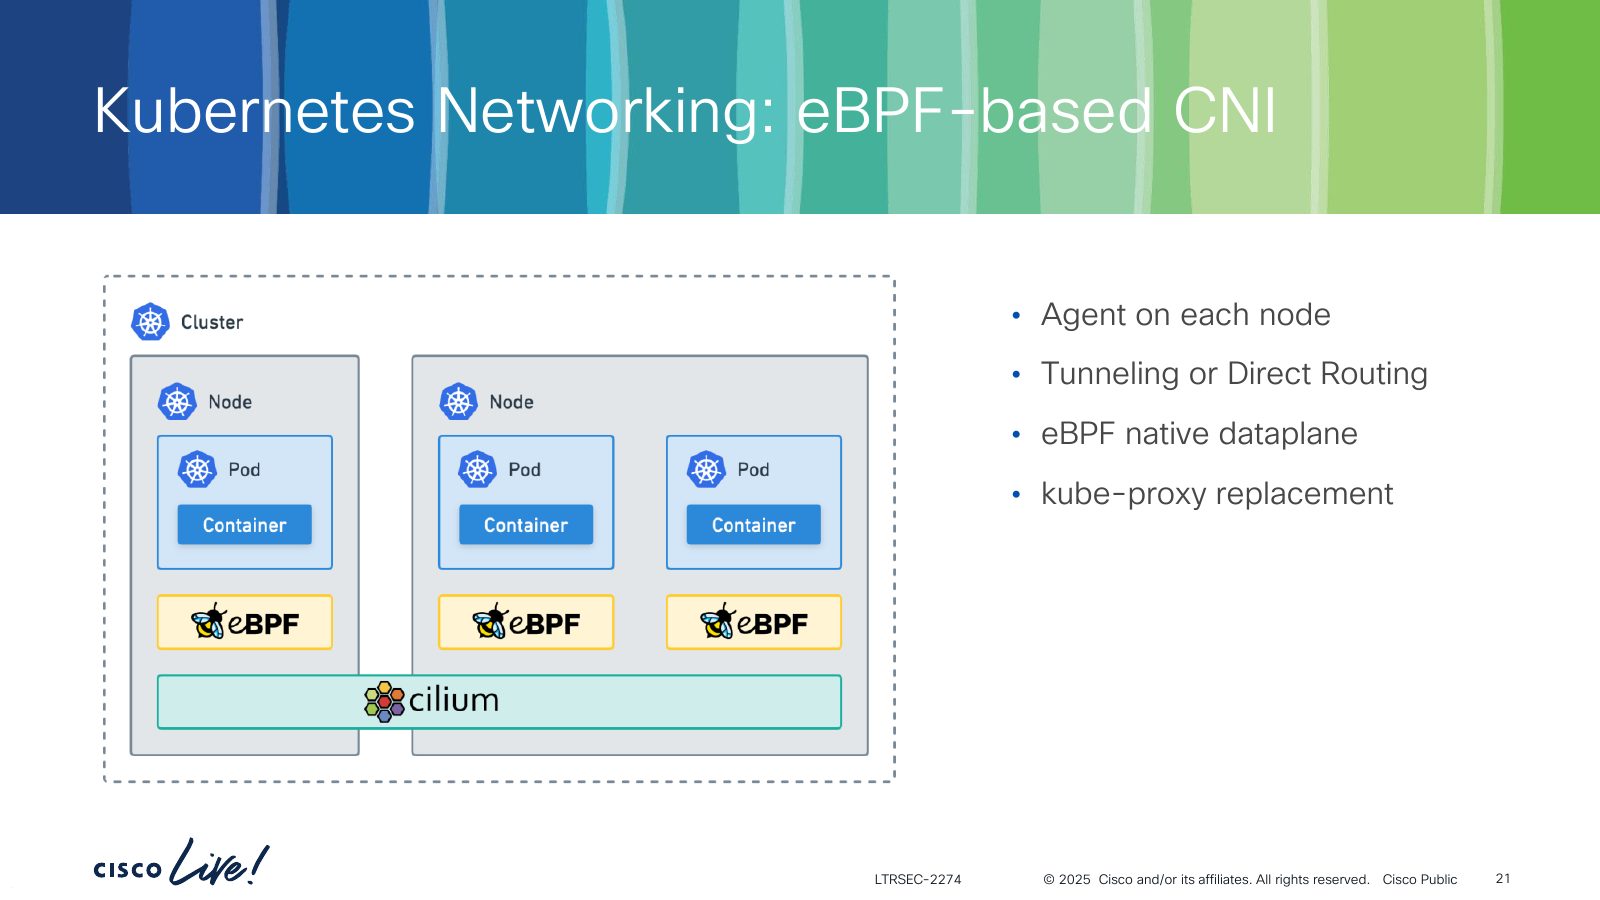 Kubernetes Networking: eBPF-based CNI
Cluster
Node
Node
Pod
Pod
Pod
Container
Container
Container
eBPF
eBPF
eBPF
cilium
• Agent on each node
• Tunneling or Direct Routing
• eBPF native dataplane
• kube-proxy replacement
CISCO Live!
LTRSEC-2274
© 2025 Cisco and/or its affiliates. All rights reserved. Cisco Public
21